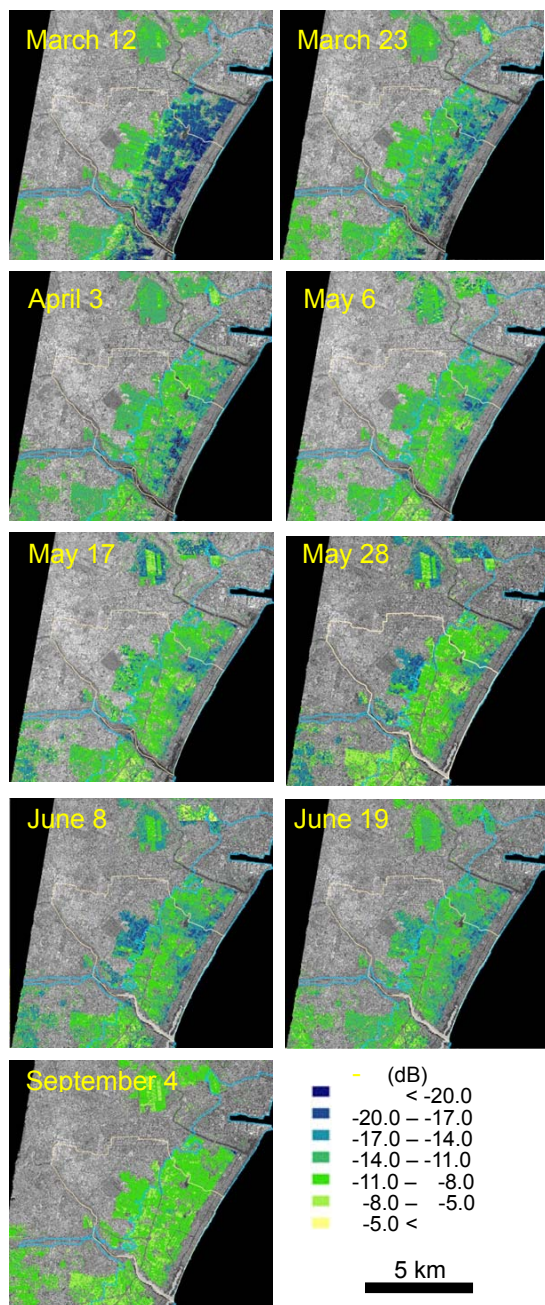 March 12
March 23
April 3
May 6
May 17
May 28
June 8
June 19
September 4
- (dB)
< -20.0
-20.0 – -17.0
-17.0 – -14.0
-14.0 – -11.0
-11.0 – -8.0
-8.0 – -5.0
-5.0 <
5 km